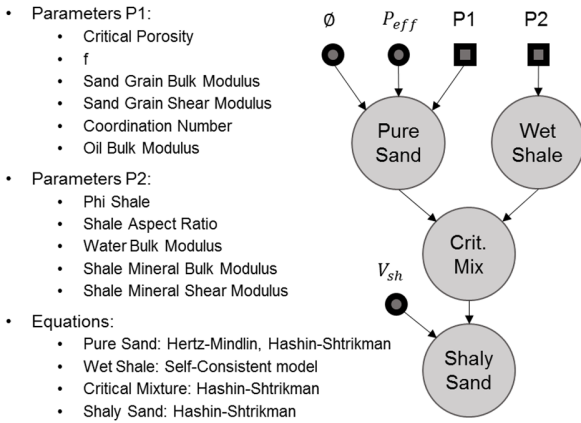 • Parameters P1:
• Critical Porosity
• f
• Sand Grain Bulk Modulus
• Sand Grain Shear Modulus
• Coordination Number
• Oil Bulk Modulus
• Parameters P2:
• Phi Shale
• Shale Aspect Ratio
• Water Bulk Modulus
• Shale Mineral Bulk Modulus
• Shale Mineral Shear Modulus
• Equations:
• Pure Sand: Hertz-Mindlin, Hashin-Shtrikman
• Wet Shale: Self-Consistent model
• Critical Mixture: Hashin-Shtrikman
• Shaly Sand: Hashin-Shtrikman
Ø P_eff P1 P2
Pure
Sand
Wet
Shale
Crit.
Mix
V_sh
Shaly
Sand